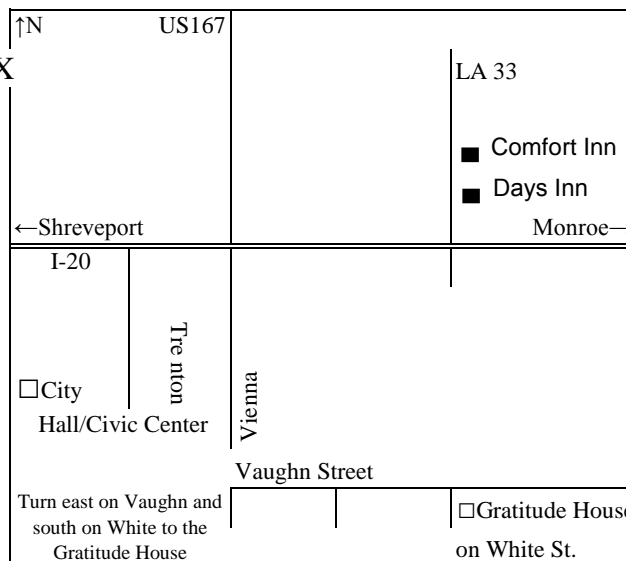 ↑N US167
X
LA 33
■ Comfort Inn
■ Days Inn
←Shreveport Monroe—
I-20
Tre nton
Vienna
□City
Hall/Civic Center
Vaughn Street
Turn east on Vaughn and
south on White to the
Gratitude House
□Gratitude House
on White St.